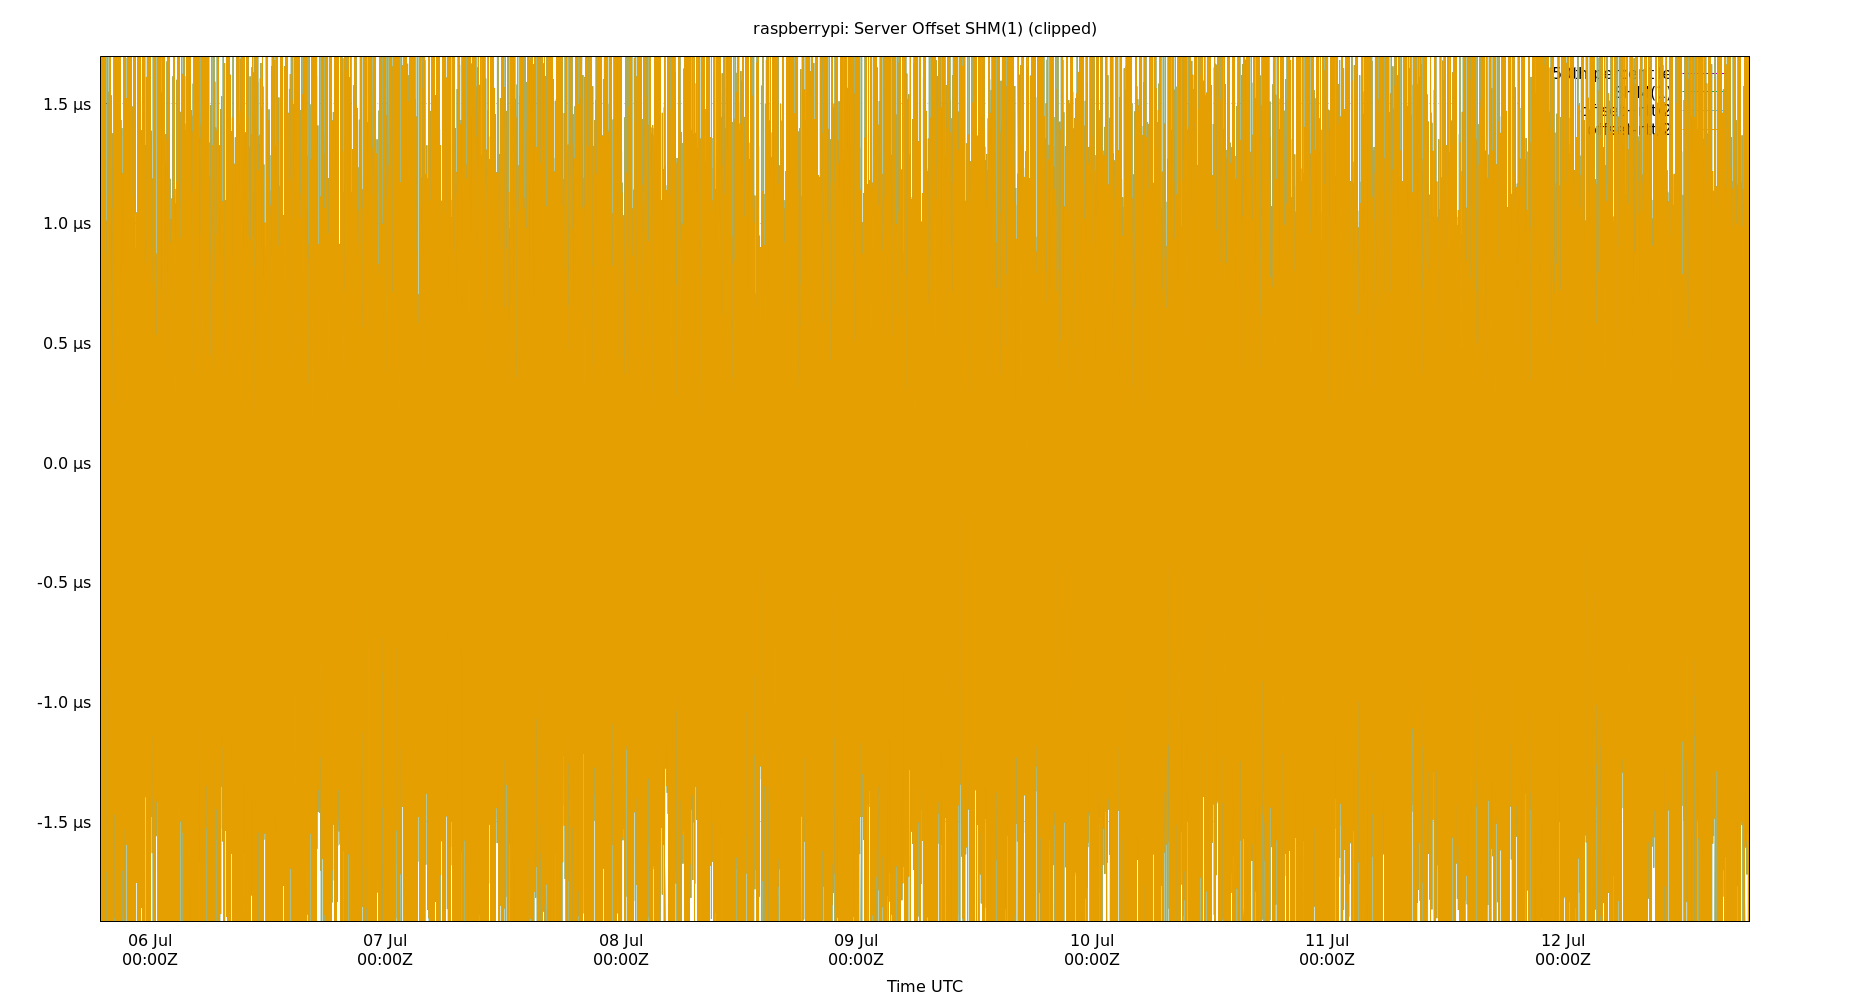 raspberrypi: Server Offset SHM(1) (clipped)
1.5 µs
1.0 µs
0.5 µs
0.0 µs
-0.5 µs
-1.0 µs
-1.5 µs
06 Jul 07 Jul 08 Jul 09 Jul 10 Jul 11 Jul 12 Jul
00:00Z 00:00Z 00:00Z 00:00Z 00:00Z 00:00Z 00:00Z
Time UTC